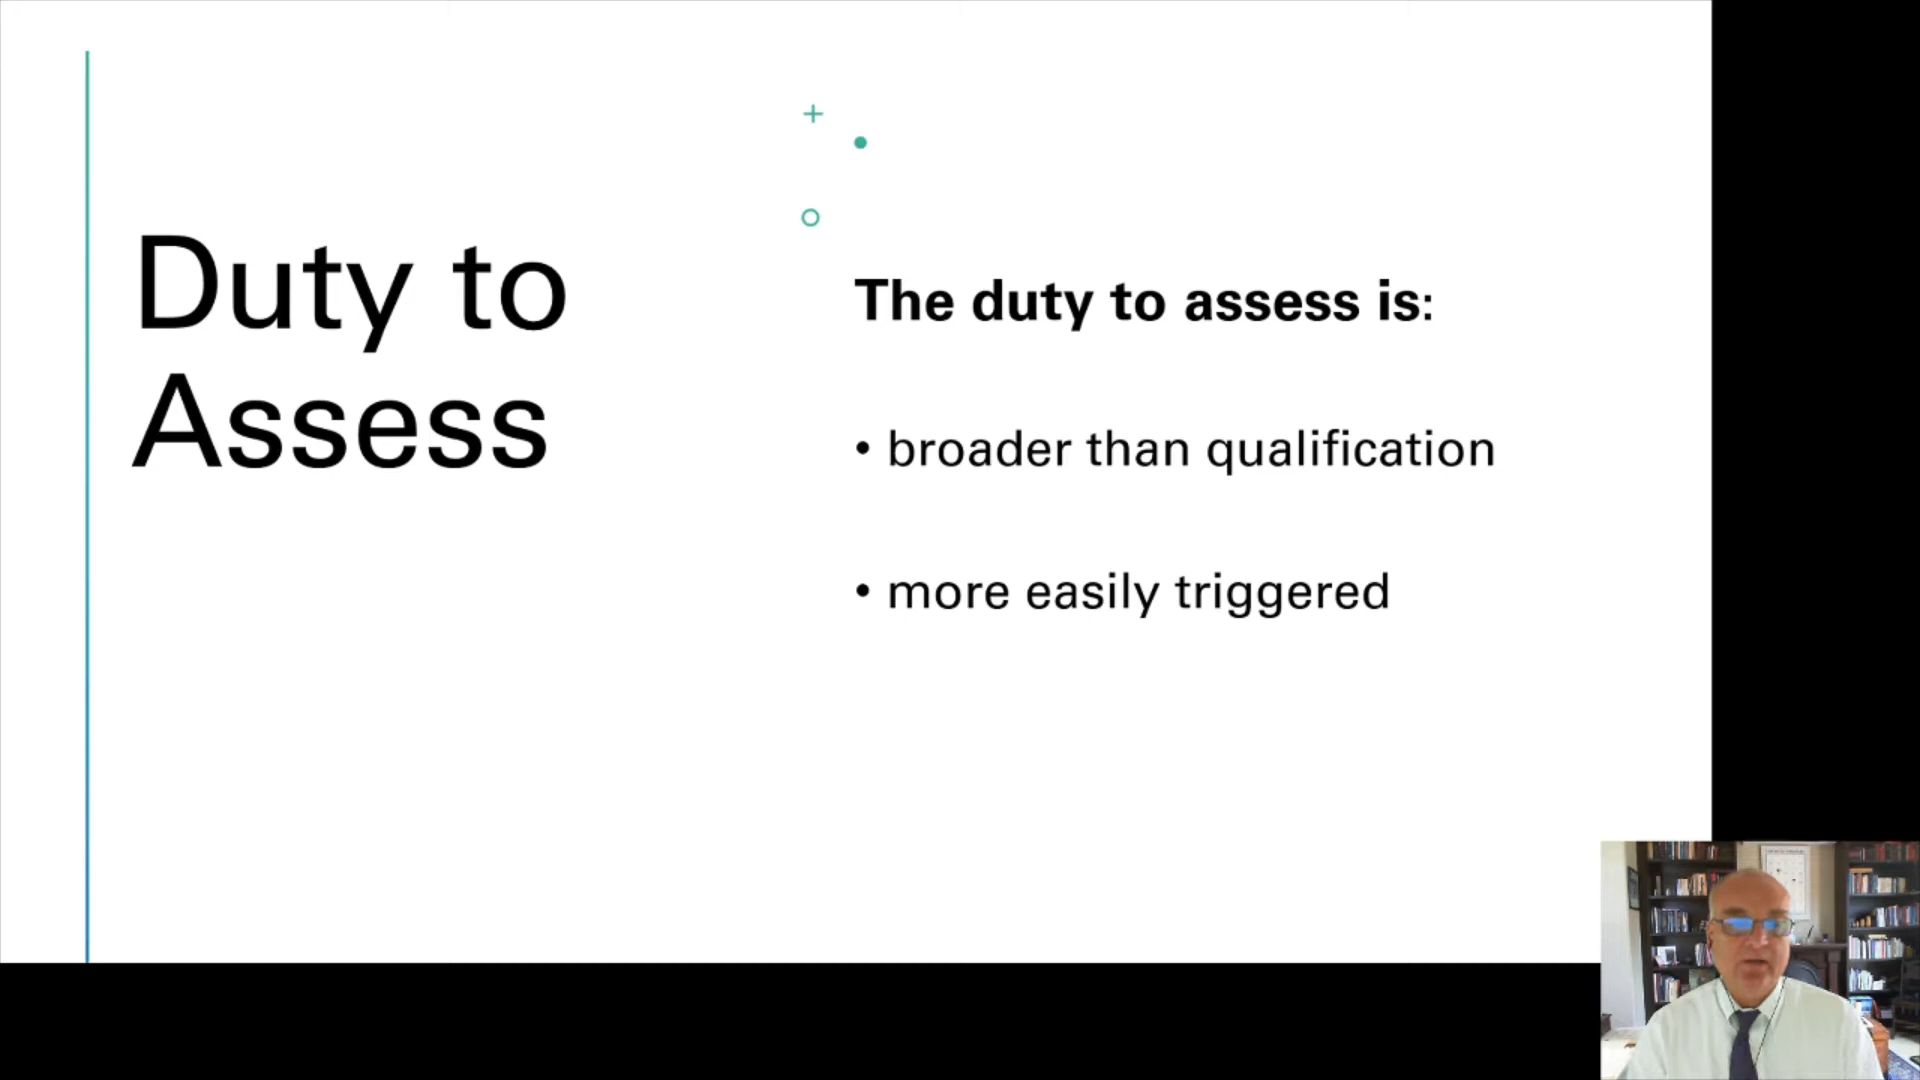 Duty to
Assess
The duty to assess is:
• broader than qualification
• more easily triggered